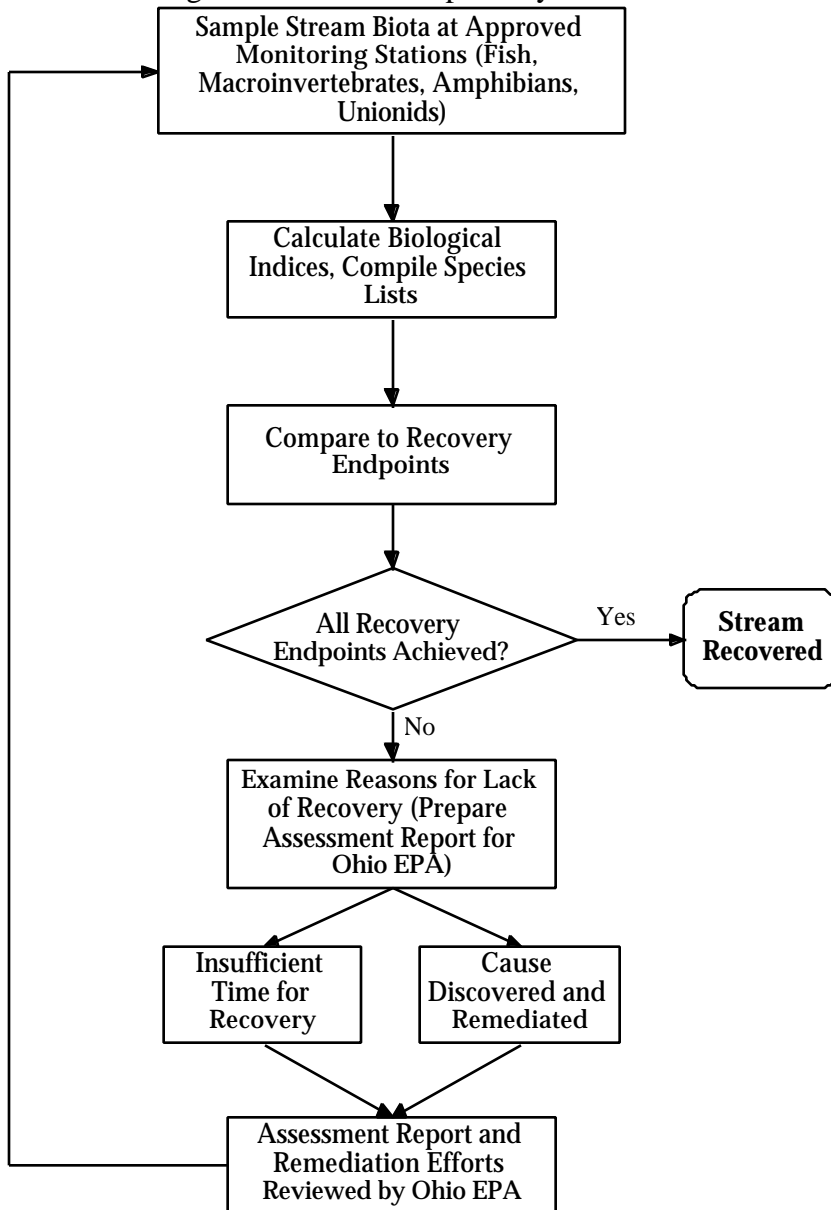 Sample Stream Biota at Approved
Monitoring Stations (Fish,
Macroinvertebrates, Amphibians,
Unionids)
Calculate Biological
Indices, Compile Species
Lists
Compare to Recovery
Endpoints
All Recovery
Endpoints Achieved?
Yes
Stream
Recovered
No
Examine Reasons for Lack
of Recovery (Prepare
Assessment Report for
Ohio EPA)
Insufficient
Time for
Recovery
Cause
Discovered and
Remediated
Assessment Report and
Remediation Efforts
Reviewed by Ohio EPA